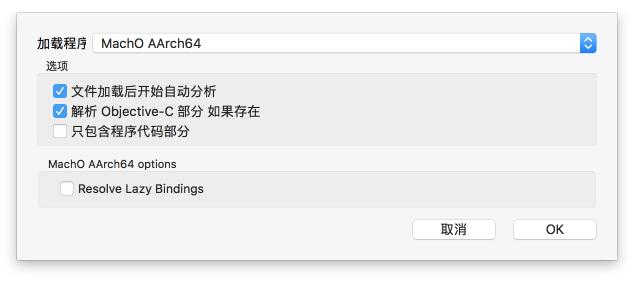 加载程序 MachO AArch64
选项
文件加载后开始自动分析
解析 Objective-C 部分 如果存在
只包含程序代码部分
MachO AArch64 options
Resolve Lazy Bindings
取消 OK